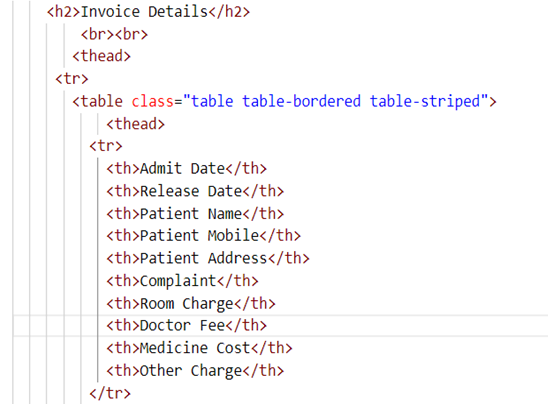 <h2>Invoice Details</h2>
<br><br>
<thead>
<tr>
<table class="table table-bordered table-striped">
<thead>
<tr>
<th>Admit Date</th>
<th>Release Date</th>
<th>Patient Name</th>
<th>Patient Mobile</th>
<th>Patient Address</th>
<th>Complaint</th>
<th>Room Charge</th>
<th>Doctor Fee</th>
<th>Medicine Cost</th>
<th>Other Charge</th>
</tr>